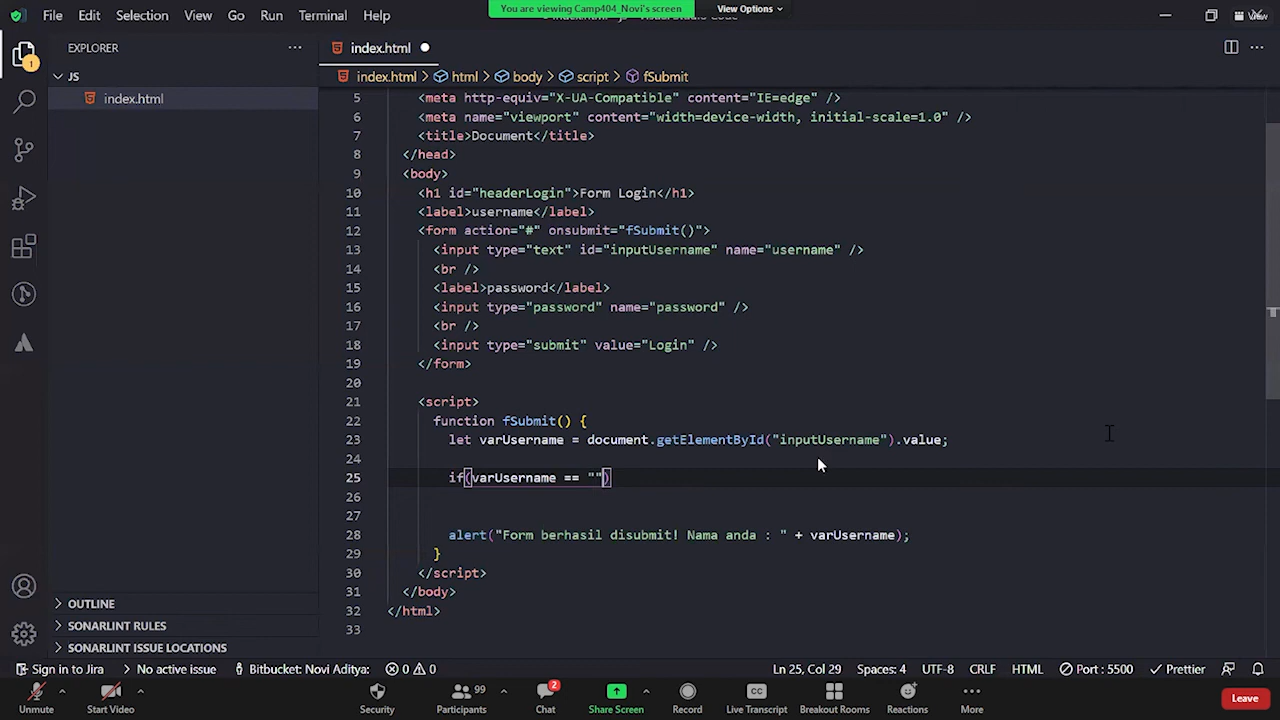 You are viewing Camp404_Novi's screen
View Options
File Edit Selection View Go Run Terminal Help
Visual Studio Code
View
EXPLORER
index.html
JS
index.html > html > body > script > fSubmit
index.html
1
5 <meta http-equiv="X-UA-Compatible" content="IE=edge" />
6 <meta name="viewport" content="width=device-width, initial-scale=1.0" />
7 <title>Document</title>
8 </head>
9 <body>
10 <h1 id="headerLogin">Form Login</h1>
11 <label>username</label>
12 <form action="#" onsubmit="fSubmit()">
13 <input type="text" id="inputUsername" name="username" />
14 <br />
15 <label>password</label>
16 <input type="password" name="password" />
17 <br />
18 <input type="submit" value="Login" />
19 </form>
20
21 <script>
22 function fSubmit() {
23 let varUsername = document.getElementById("inputUsername").value;
24
25 if(varUsername == "")
26
27
28 alert("Form berhasil disubmit! Nama anda : " + varUsername);
29 }
30 </script>
31 </body>
32 </html>
33
OUTLINE
SONARLINT RULES
SONARLINT ISSUE LOCATIONS
Sign in to Jira No active issue Bitbucket: Novi Aditya: 0 0 Ln 25, Col 29 Spaces: 4 UTF-8 CRLF HTML Port : 5500 Prettier
99 2 CC
Unmute Start Video Security Participants Chat Share Screen Record Live Transcript Breakout Rooms Reactions More Leave